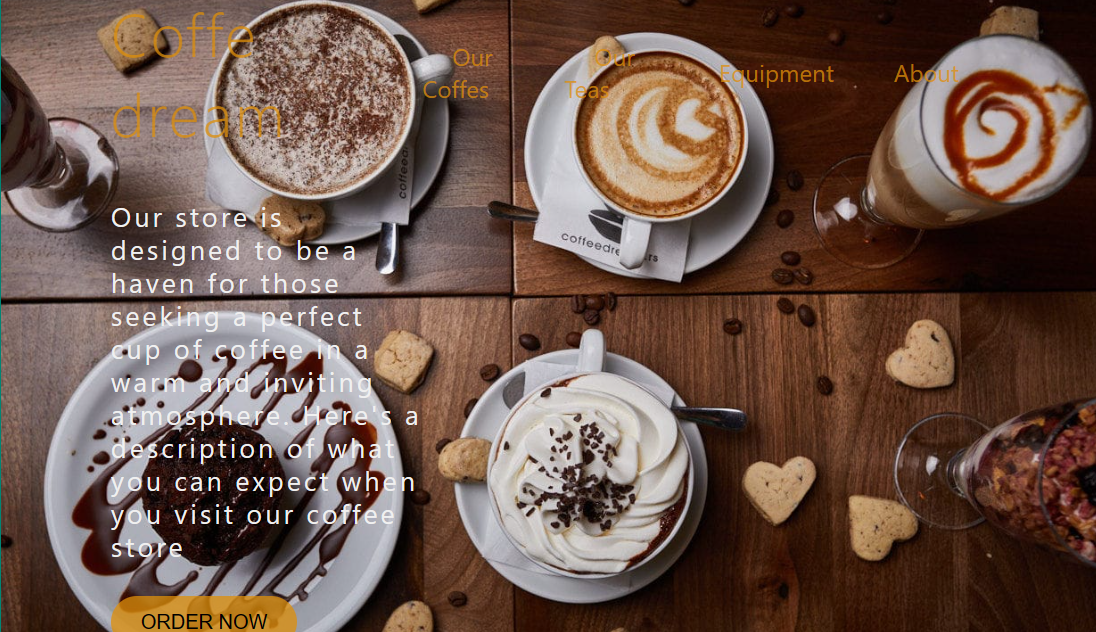 Coffe
dream
Our
Coffes
Our
Teas
Equipment
About
Our store is
designed to be a
haven for those
seeking a perfect
cup of coffee in a
warm and inviting
atmosphere. Here's a
description of what
you can expect when
you visit our coffee
store
ORDER NOW